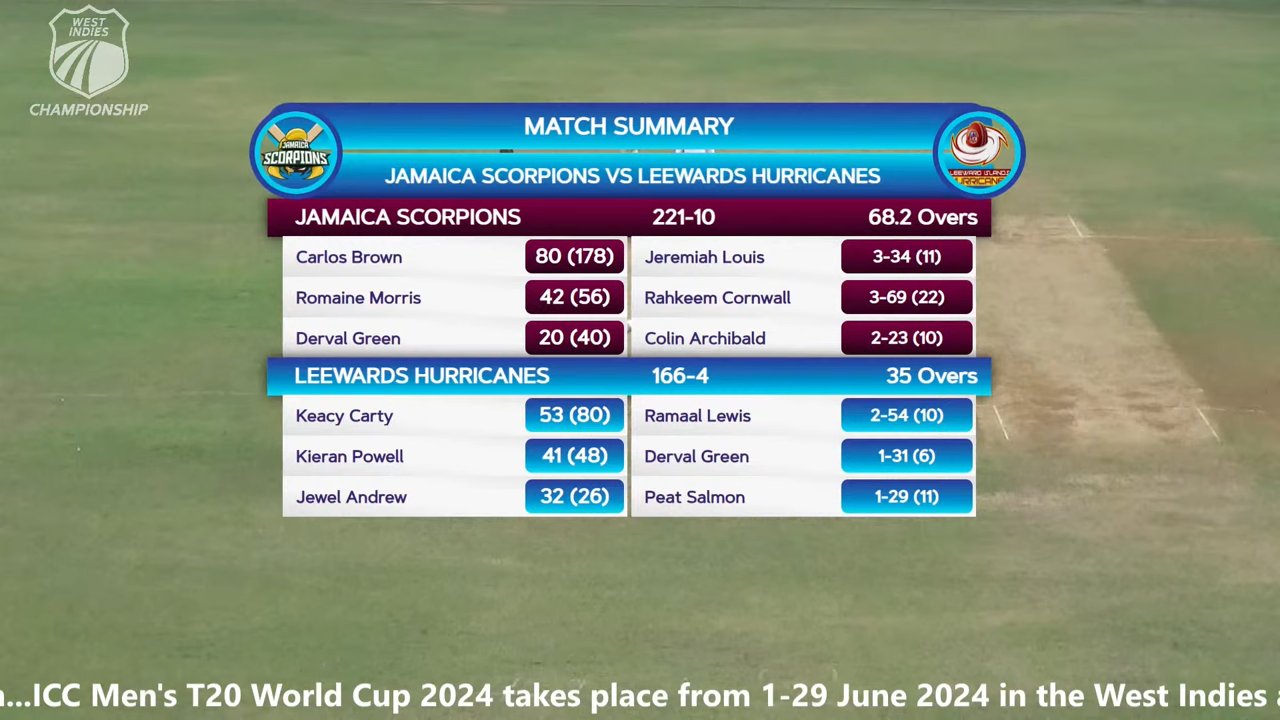 WEST
INDIES
CHAMPIONSHIP
MATCH SUMMARY
JAMAICA
SCORPIONS
JAMAICA SCORPIONS VS LEEWARDS HURRICANES
LEEWARD ISLANDS
HURRICANES
JAMAICA SCORPIONS 221-10 68.2 Overs
Carlos Brown 80 (178) Jeremiah Louis 3-34 (11)
Romaine Morris 42 (56) Rahkeem Cornwall 3-69 (22)
Derval Green 20 (40) Colin Archibald 2-23 (10)
LEEWARDS HURRICANES 166-4 35 Overs
Keacy Carty 53 (80) Ramaal Lewis 2-54 (10)
Kieran Powell 41 (48) Derval Green 1-31 (6)
Jewel Andrew 32 (26) Peat Salmon 1-29 (11)
...ICC Men's T20 World Cup 2024 takes place from 1-29 June 2024 in the West Indies